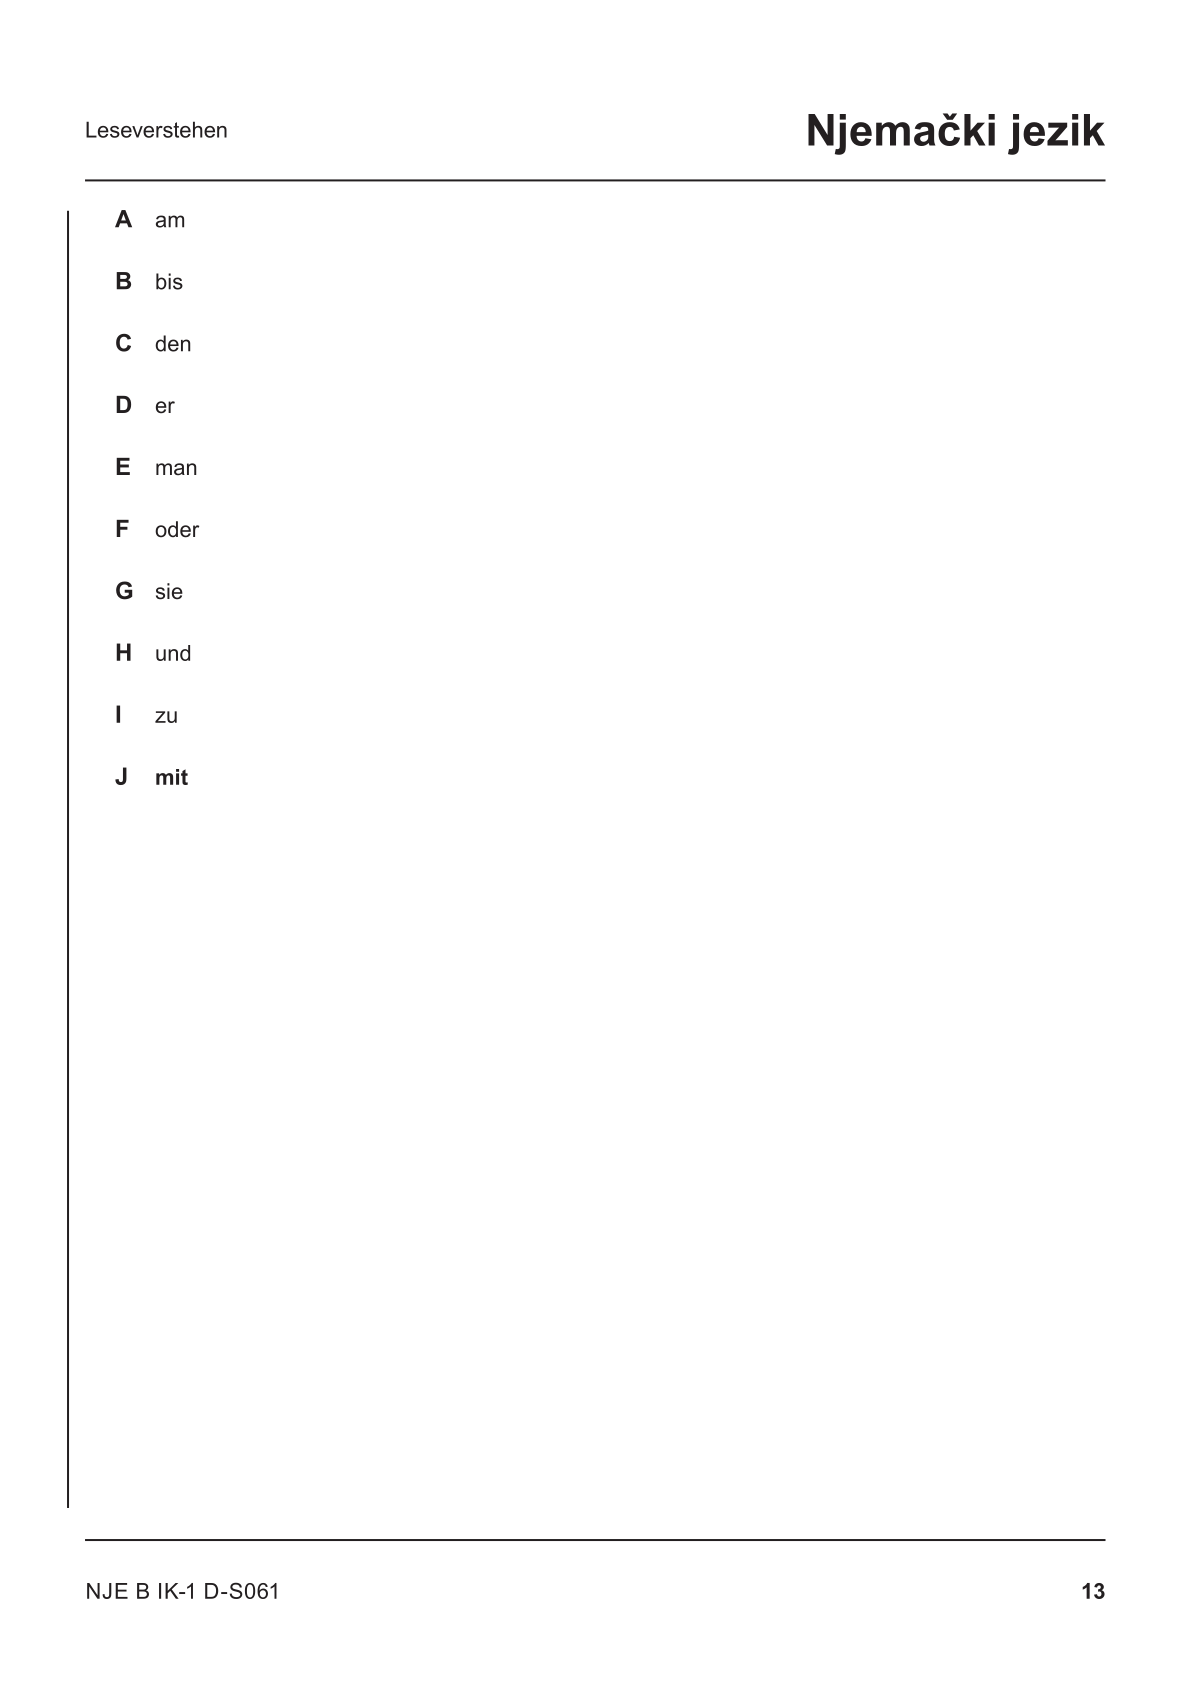 Leseverstehen
Njemački jezik
A am
B bis
C den
D er
E man
F oder
G sie
H und
I zu
J mit
NJE B IK-1 D-S061
13